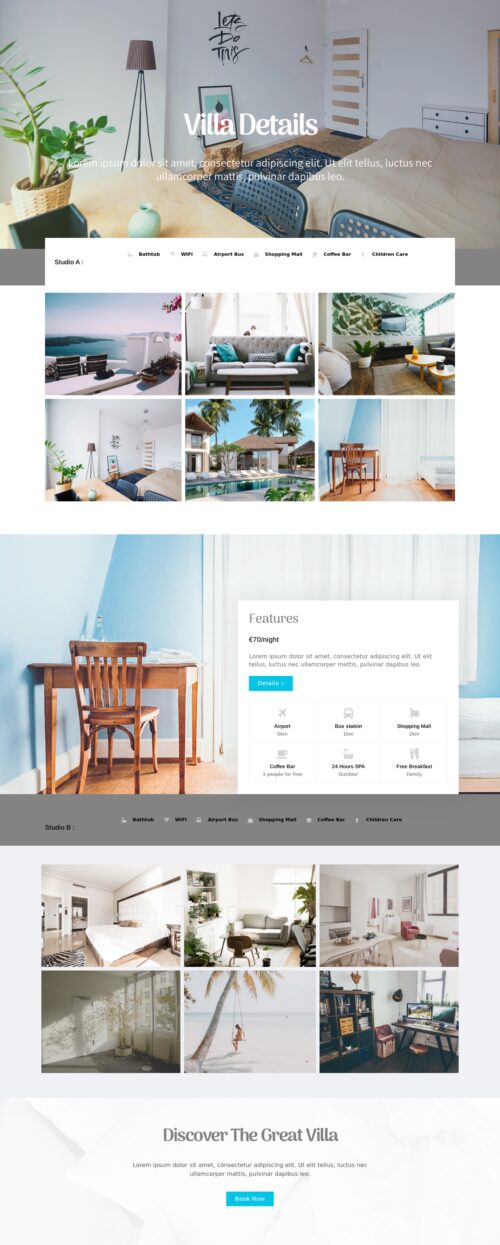 Let's
Do
This
Villa Details
Lorem ipsum dolor sit amet, consectetur adipiscing elit. Ut elit tellus, luctus nec
ullamcorper mattis, pulvinar dapibus leo.
Studio A :
Bathtub WIFI Airport Bus Shopping Mall Coffee Bar Children Care
Features
€70/night
Lorem ipsum dolor sit amet, consectetur adipiscing elit. Ut elit
tellus, luctus nec ullamcorper mattis, pulvinar dapibus leo.
Details ›
Airport Bus station Shopping Mall
5km 1km 2km
Coffee Bar 24 Hours SPA Free Breakfast
3 people for free Outdoor Family
Studio B :
Bathtub WIFI Airport Bus Shopping Mall Coffee Bar Children Care
Discover The Great Villa
Lorem ipsum dolor sit amet, consectetur adipiscing elit. Ut elit tellus, luctus nec
ullamcorper mattis, pulvinar dapibus leo.
Book Now